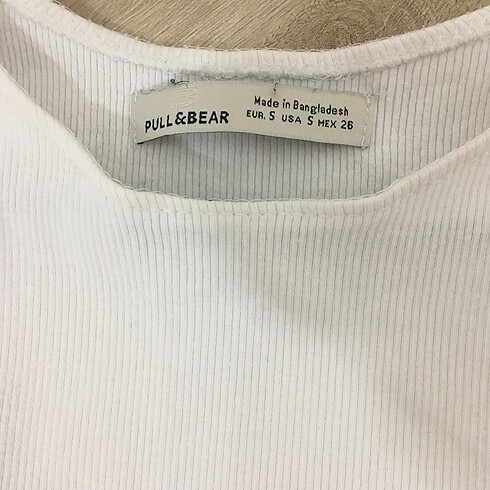 PULL&BEAR
Made in Bangladesh
EUR. S USA S MEX 26